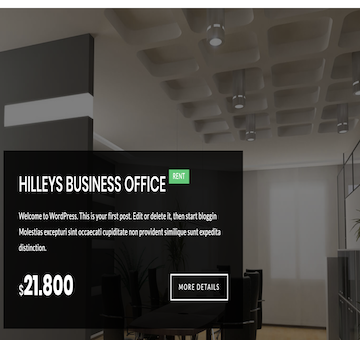 HILLEYS BUSINESS OFFICE RENT
Welcome to WordPress. This is your first post. Edit or delete it, then start bloggin
Molestias excepturi sint occaecati cupiditate non provident similique sunt expedita
distinction.
$21.800
MORE DETAILS